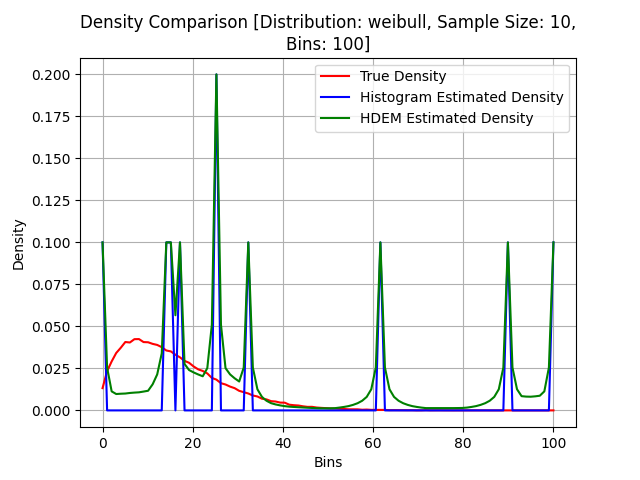 Density Comparison [Distribution: weibull, Sample Size: 10,
Bins: 100]
True Density
Histogram Estimated Density
HDEM Estimated Density
Density
0.200
0.175
0.150
0.125
0.100
0.075
0.050
0.025
0.000
0 20 40 60 80 100
Bins